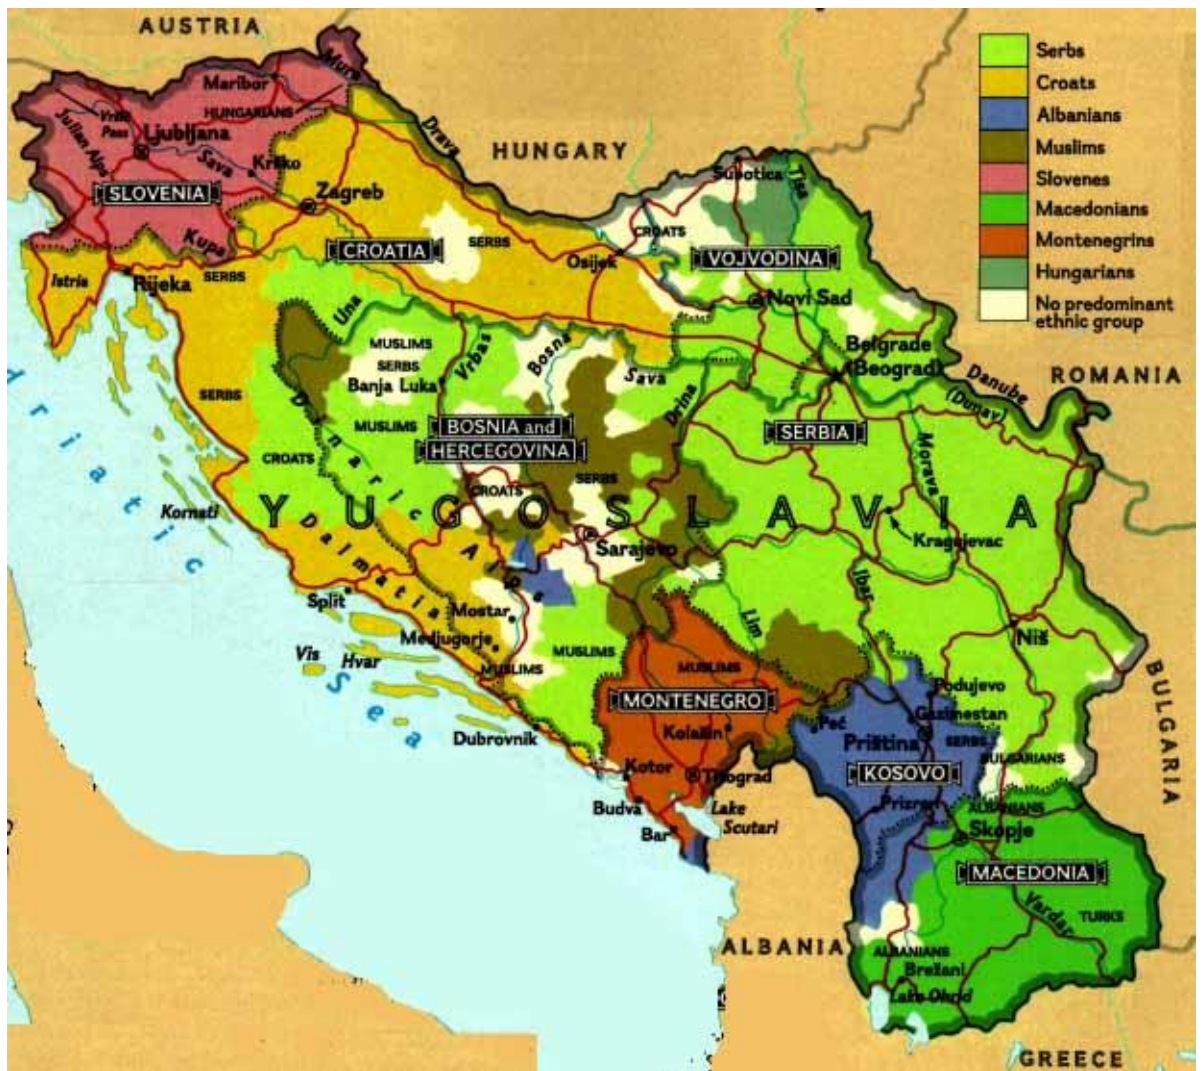 AUSTRIA
Serbs
Croats
Albanians
Muslims
Slovenes
Macedonians
Montenegrins
Hungarians
No predominant
ethnic group
Mura
Maribor
HUNGARIANS
Pass
Julian Alps
Ljubljana
Sava
Krško
SLOVENIA
Kupa
Zagreb
Drava
HUNGARY
CROATIA
SERBS
Istria
Rijeka
SERBS
Osijek
Subotica
Tisa
CROATS
VOJVODINA
Novi Sad
Una
MUSLIMS
SERBS
Banja Luka
Vrbas
Bosna
Sava
Drina
Belgrade
(Beograd)
Danube
(Dunav)
ROMANIA
SERBS
MUSLIMS
BOSNIA and
HERCEGOVINA
SERBIA
Morava
CROATS
CROATS
SERBS
YUGOSLAVIA
Adriatic
Sea
Kornati
Dinaric
Alps
Dalmatia
Sarajevo
Kragujevac
Ibar
Lim
Split
Mostar
Medjugorje
Vis
Hvar
MUSLIMS
MUSLIMS
MUSLIMS
Niš
BULGARIA
MONTENEGRO
Kolašin
Dubrovnik
Podujevo
Gazimestan
Peć
Priština
SERBS
BULGARIANS
KOSOVO
Kotor
Titograd
Budva
Bar
Lake
Scutari
Prizren
ALBANIANS
Skopje
MACEDONIA
Vardar
TURKS
ALBANIA
ALBANIANS
Brežani
Lake Ohrid
GREECE